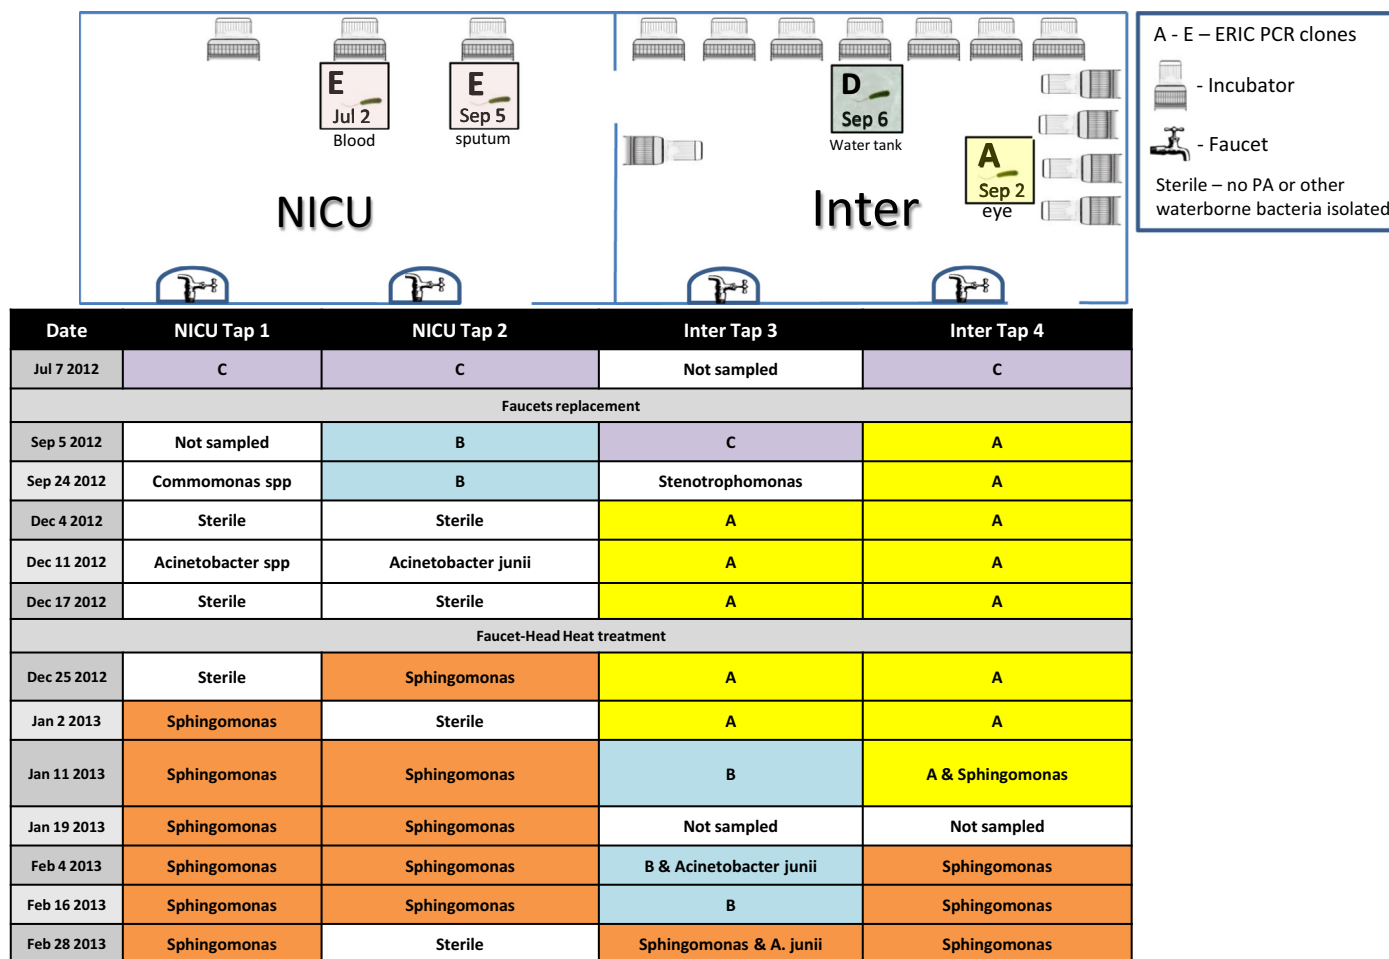 E
Jul 2
Blood
E
Sep 5
sputum
NICU
D
Sep 6
Water tank
A
Sep 2
eye
Inter
A - E – ERIC PCR clones
- Incubator
- Faucet
Sterile – no PA or other
waterborne bacteria isolated
Date NICU Tap 1 NICU Tap 2 Inter Tap 3 Inter Tap 4
Jul 7 2012 C C Not sampled C
Faucets replacement
Sep 5 2012 Not sampled B C A
Sep 24 2012 Commomonas spp B Stenotrophomonas A
Dec 4 2012 Sterile Sterile A A
Dec 11 2012 Acinetobacter spp Acinetobacter junii A A
Dec 17 2012 Sterile Sterile A A
Faucet-Head Heat treatment
Dec 25 2012 Sterile Sphingomonas A A
Jan 2 2013 Sphingomonas Sterile A A
Jan 11 2013 Sphingomonas Sphingomonas B A & Sphingomonas
Jan 19 2013 Sphingomonas Sphingomonas Not sampled Not sampled
Feb 4 2013 Sphingomonas Sphingomonas B & Acinetobacter junii Sphingomonas
Feb 16 2013 Sphingomonas Sphingomonas B Sphingomonas
Feb 28 2013 Sphingomonas Sterile Sphingomonas & A. junii Sphingomonas